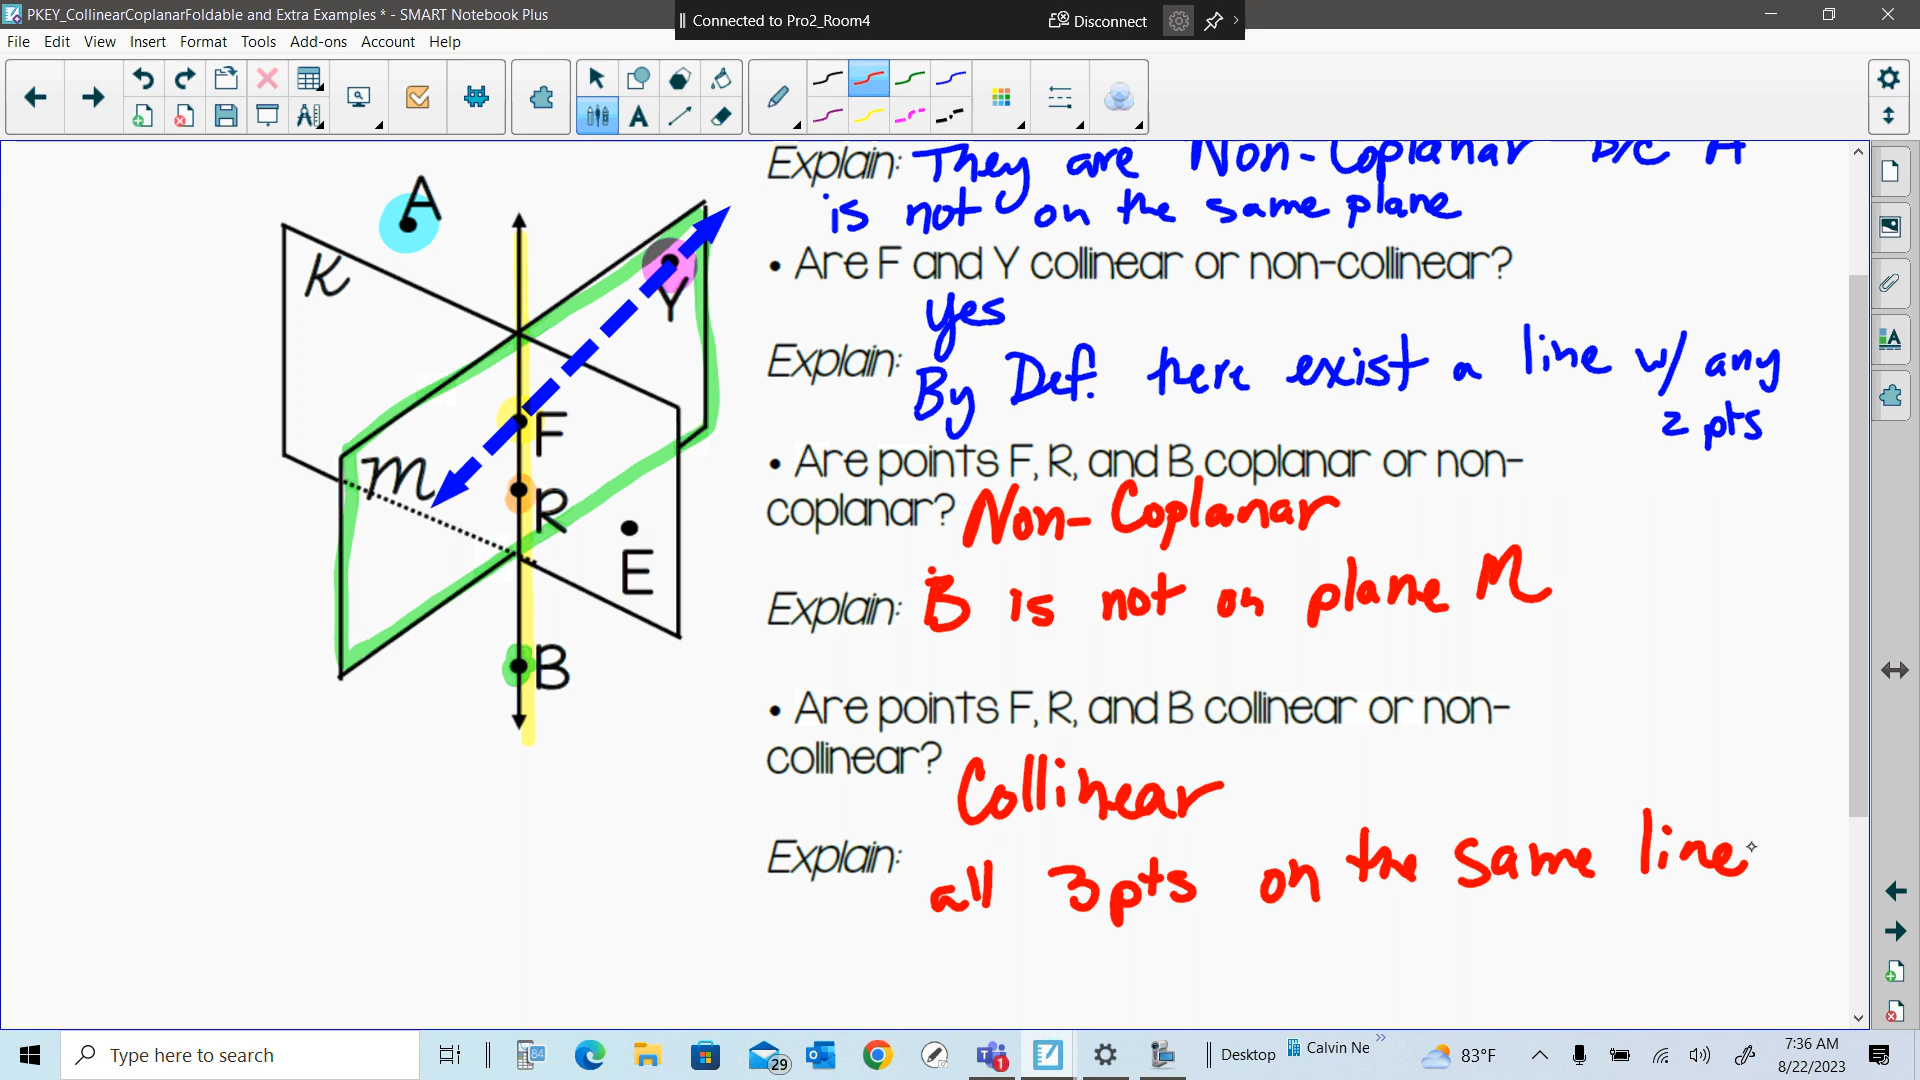 PKEY_CollinearCoplanarFoldable and Extra Examples * - SMART Notebook Plus
Connected to Pro2_Room4
Disconnect
File Edit View Insert Format Tools Add-ons Account Help
A
K
Y
F
M
R
E
B
Explain: They are Non-Coplanar b/c A
is not on the same plane
• Are F and Y collinear or non-collinear?
Yes
Explain: By Def. there exist a line w/ any
2 pts
• Are points F, R, and B coplanar or non-
coplanar? Non-Coplanar
Explain: B is not on plane M
• Are points F, R, and B collinear or non-
collinear? Collinear
Explain: all 3 pts on the same line
Type here to search
84
29
1
Desktop
Calvin Ne
83°F
7:36 AM
8/22/2023